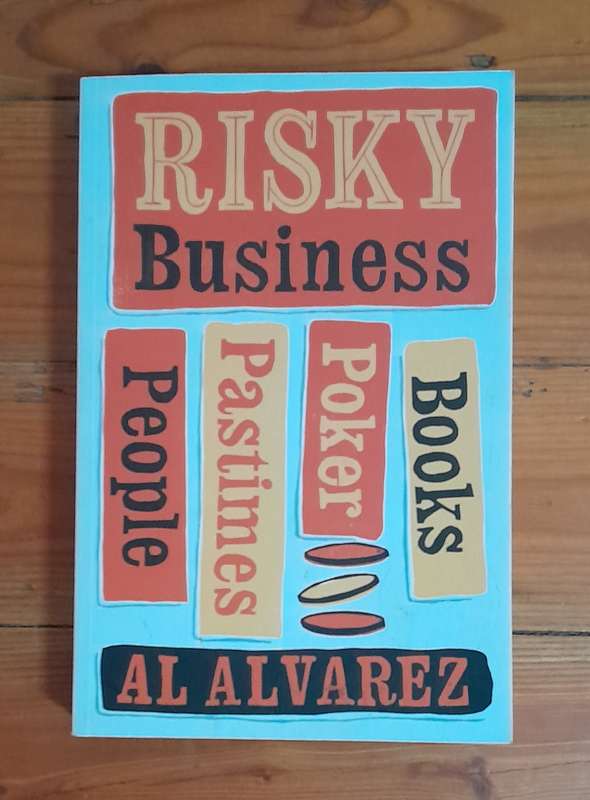 RISKY
Business
People
Pastimes
Poker
Books
AL ALVAREZ